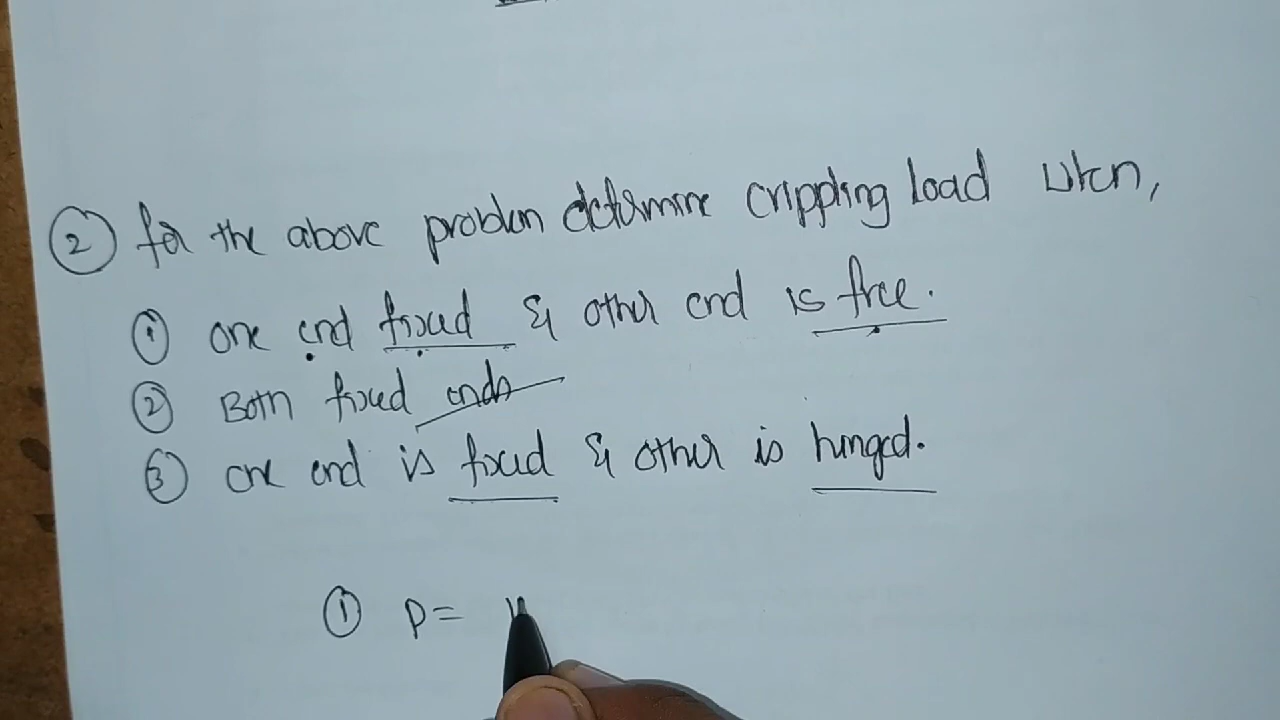 ② for the above problem determine crippling load when,
① one end fixed & other end is free.
② Both fixed ends
③ one end is fixed & other is hinged.
① P=